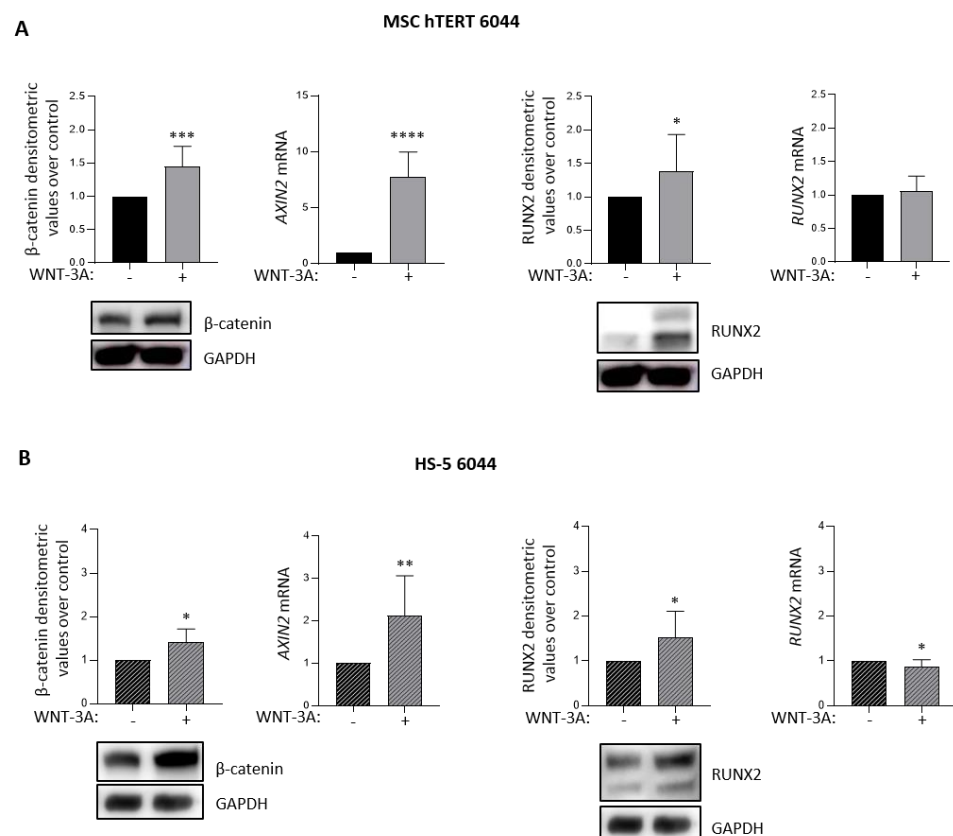 A
MSC hTERT 6044
β-catenin densitometric
values over control
2.5
2.0
1.5
1.0
0.5
0.0
***
WNT-3A:
-
+
β-catenin
GAPDH
AXIN2 mRNA
15
10
5
0
****
WNT-3A:
-
+
RUNX2 densitometric
values over control
2.5
2.0
1.5
1.0
0.5
0.0
*
WNT-3A:
-
+
RUNX2
GAPDH
RUNX2 mRNA
2.5
2.0
1.5
1.0
0.5
0.0
WNT-3A:
-
+
B
HS-5 6044
β-catenin densitometric
values over control
4
3
2
1
0
*
WNT-3A:
-
+
β-catenin
GAPDH
AXIN2 mRNA
4
3
2
1
0
**
WNT-3A:
-
+
RUNX2 densitometric
values over control
4
3
2
1
0
*
WNT-3A:
-
+
RUNX2
GAPDH
RUNX2 mRNA
4
3
2
1
0
*
WNT-3A:
-
+